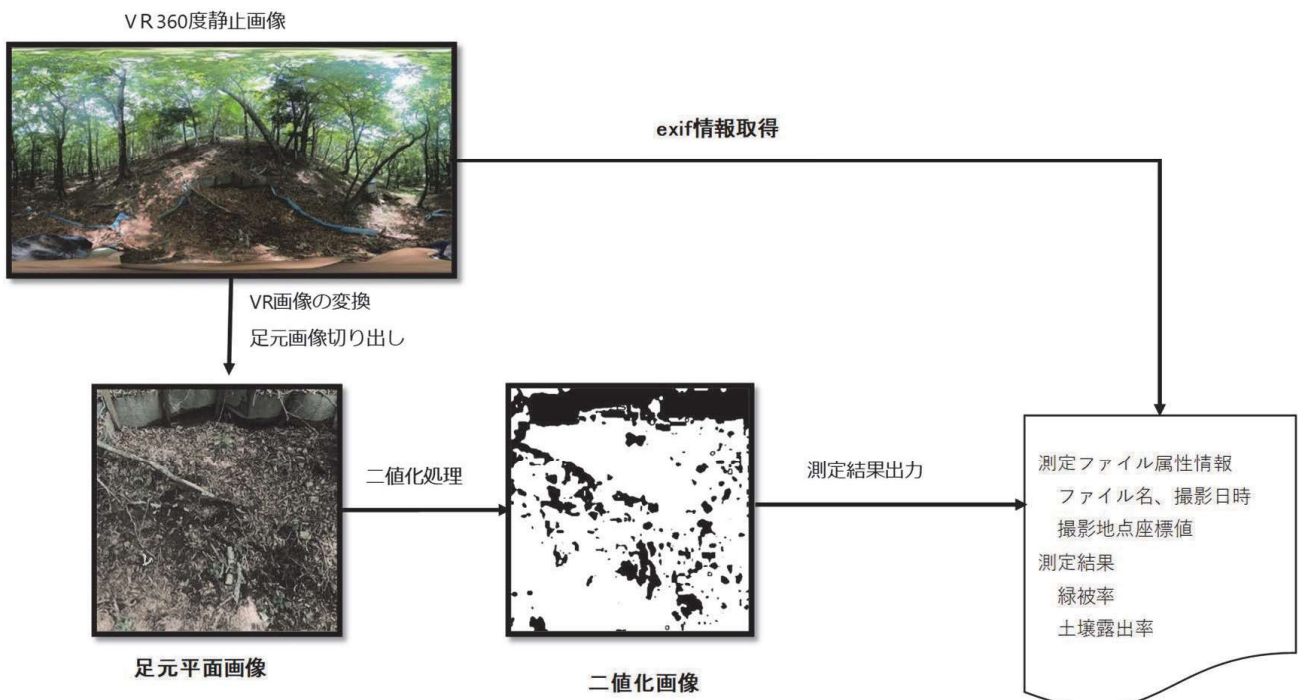 VR360度静止画像
exif情報取得
VR画像の変換
足元画像切り出し
二値化処理
測定結果出力
測定ファイル属性情報
ファイル名、撮影日時
撮影地点座標値
測定結果
緑被率
土壌露出率
足元平面画像
二値化画像